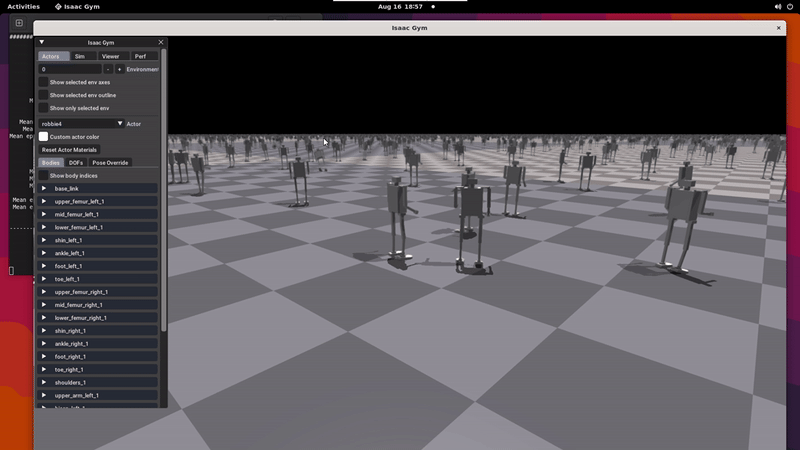 Activities
Isaac Gym
Aug 16 18:57
Isaac Gym
Isaac Gym
Actors
Sim
Viewer
Perf
0
-
+
Environment
Show selected env axes
Show selected env outline
Show only selected env
robbie4
Actor
Custom actor color
Reset Actor Materials
Bodies
DOFs
Pose Override
Show body indices
base_link
upper_femur_left_1
mid_femur_left_1
lower_femur_left_1
shin_left_1
ankle_left_1
foot_left_1
toe_left_1
upper_femur_right_1
mid_femur_right_1
lower_femur_right_1
shin_right_1
ankle_right_1
foot_right_1
toe_right_1
shoulders_1
upper_arm_left_1
########
Mean
Me
Mean ep
Mean e
Mean e